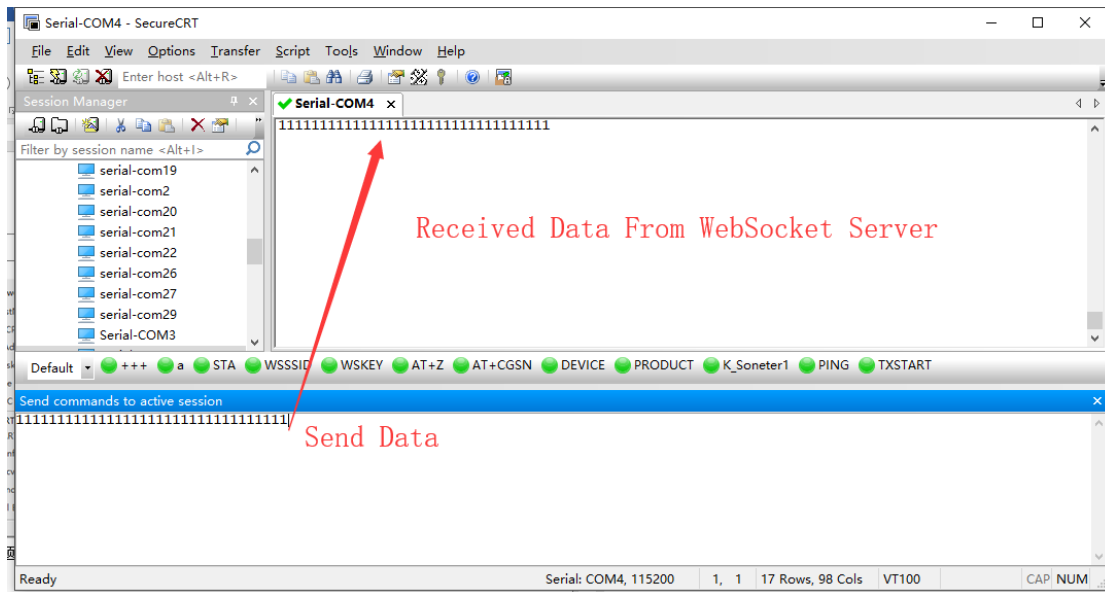 Serial-COM4 - SecureCRT
File Edit View Options Transfer Script Tools Window Help
Enter host <Alt+R>
Session Manager
Serial-COM4
Filter by session name <Alt+I>
111111111111111111111111111111111
serial-com19
serial-com2
serial-com20
serial-com21
serial-com22
serial-com26
serial-com27
serial-com29
Serial-COM3
Received Data From WebSocket Server
Default +++ a STA WSSSID WSKEY AT+Z AT+CGSN DEVICE PRODUCT K_Soneter1 PING TXSTART
Send commands to active session
111111111111111111111111111111111
Send Data
Ready Serial: COM4, 115200 1, 1 17 Rows, 98 Cols VT100 CAP NUM